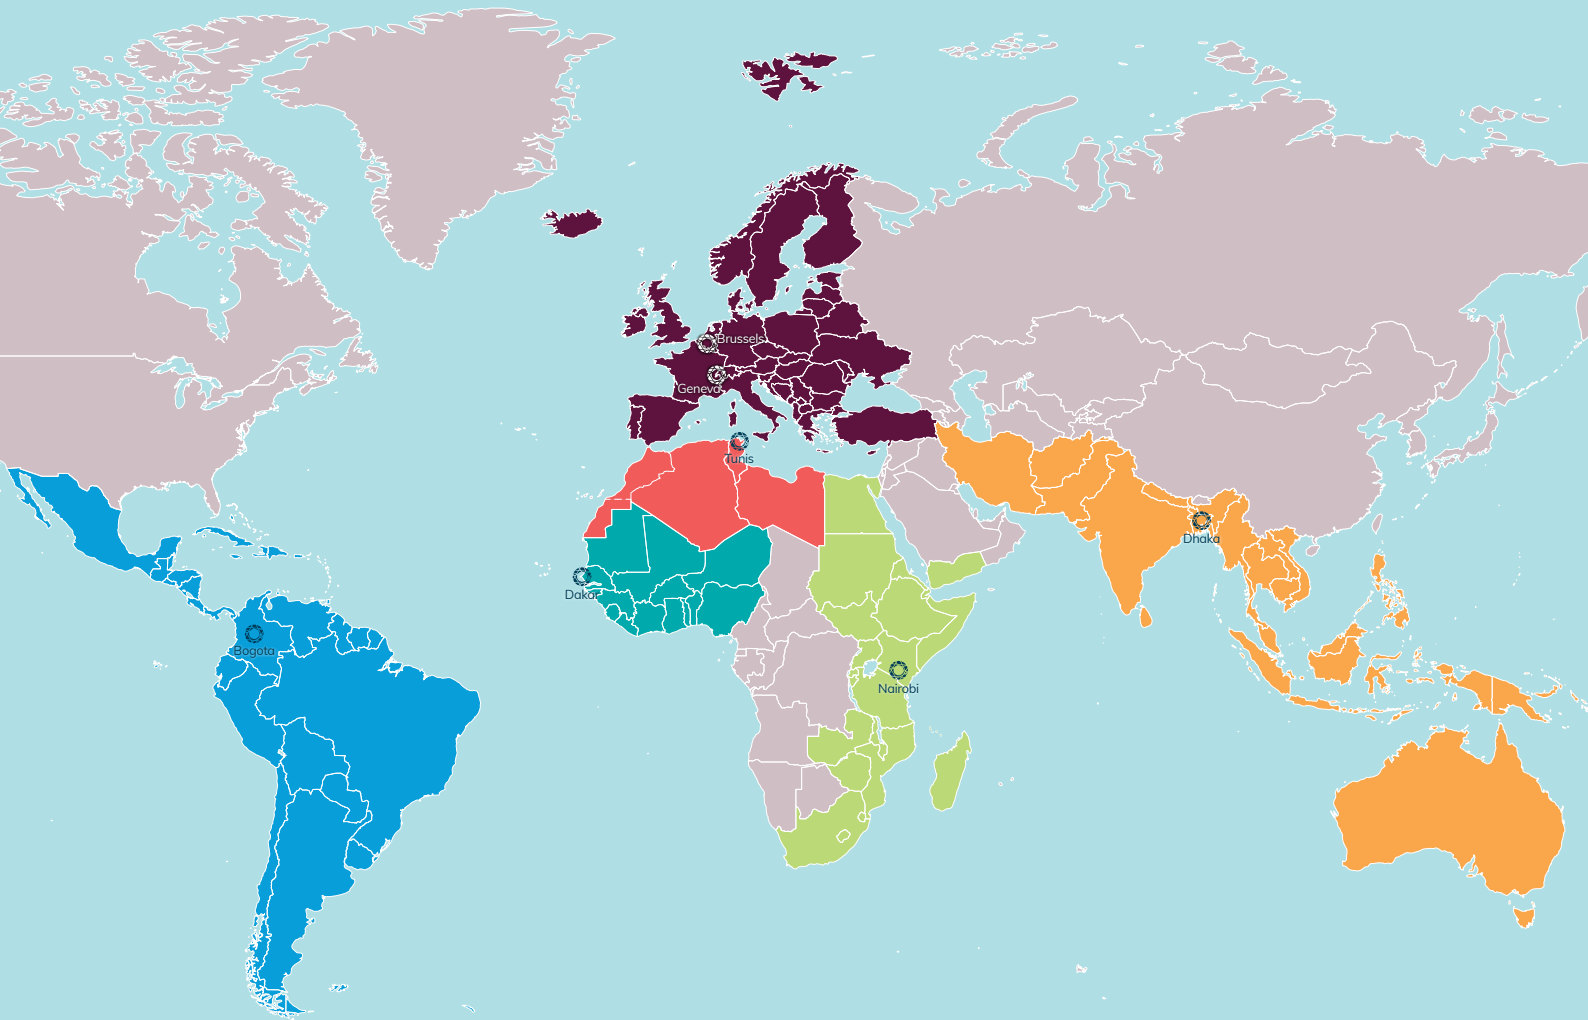 Brussels
Geneva
Tunis
Dhaka
Dakar
Bogota
Nairobi